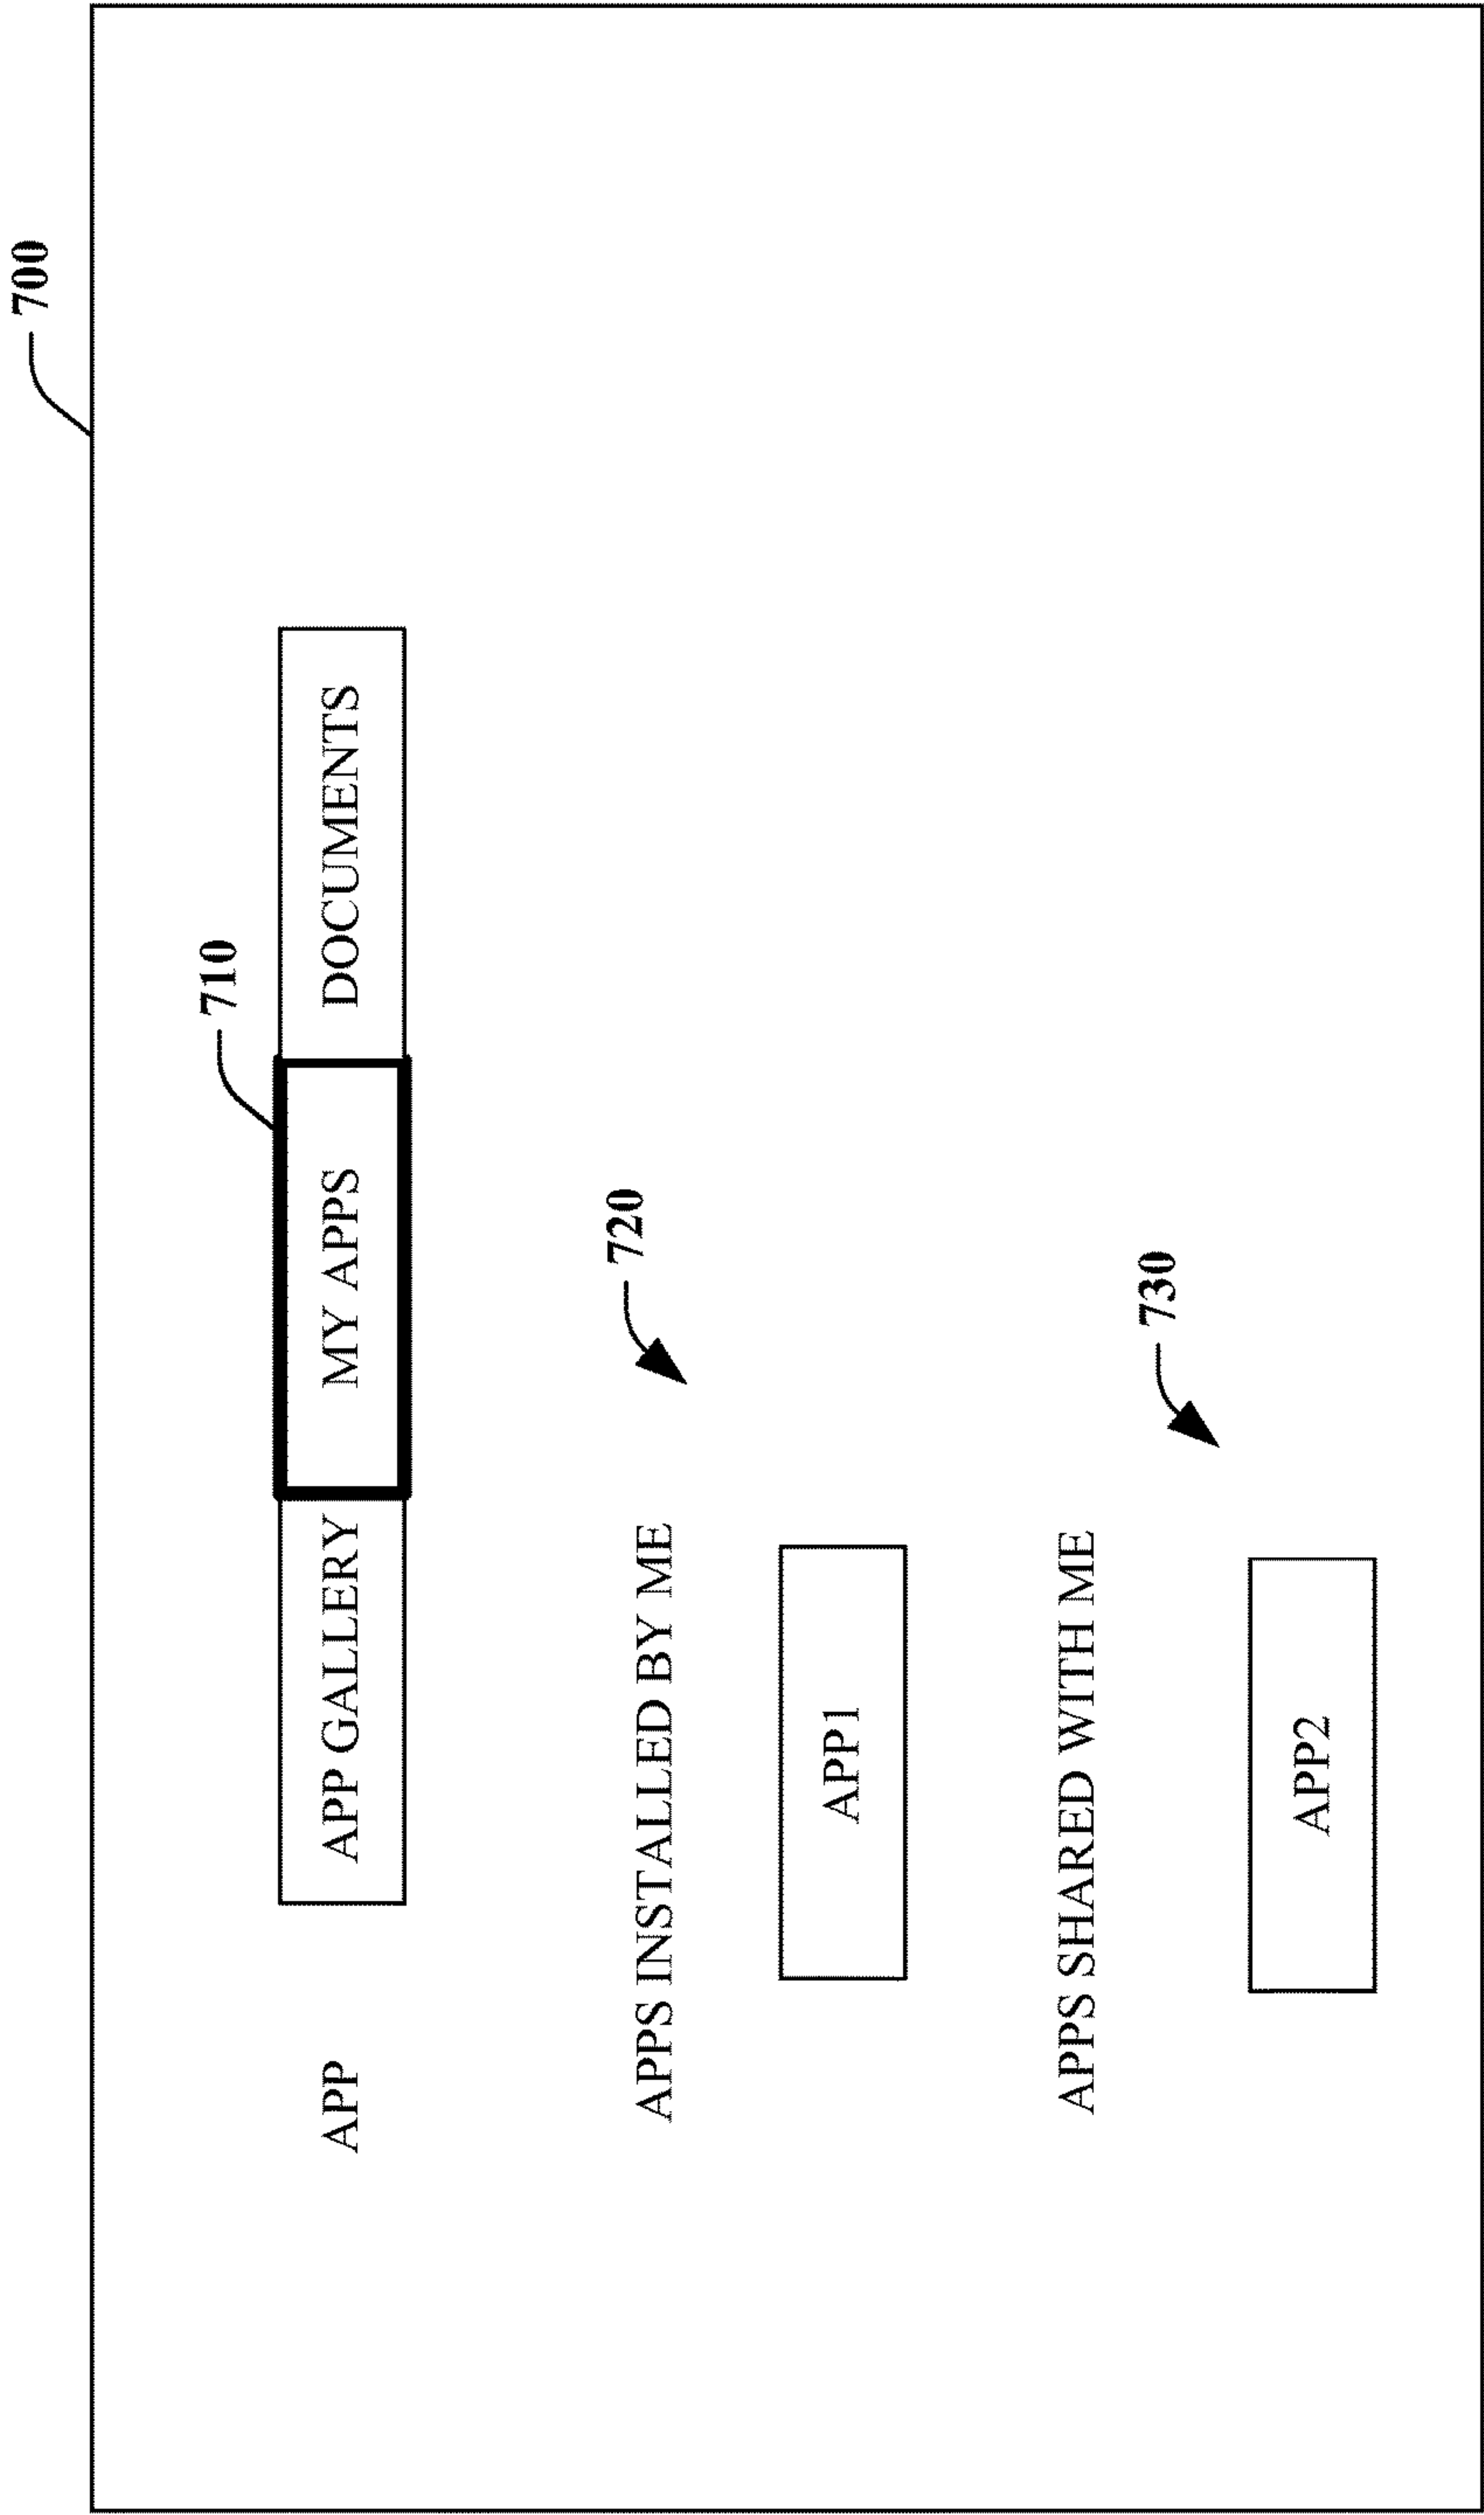 700
710
APP APP GALLERY MY APPS DOCUMENTS
720
APPS INSTALLED BY ME
APP1
730
APPS SHARED WITH ME
APP2